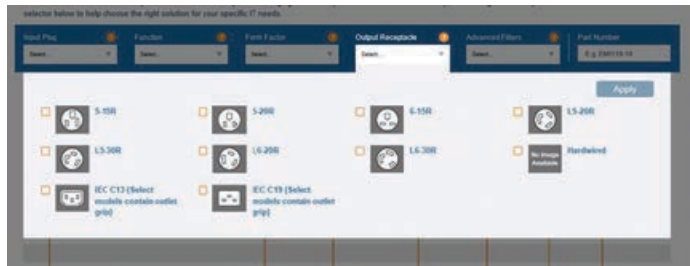 selector below to help choose the right solution for your specific IT needs.
Input Plug ? Function ? Form Factor ? Output Receptacle ? Advanced Filters ? Part Number
Select... Select... Select... Select... Select... E.g. EMI115-10
Apply
5-15R 5-20R 6-15R L5-20R
L5-30R L6-20R L6-30R No Image Available Hardwired
IEC C13 (Select models contain outlet grip) IEC C19 (Select models contain outlet grip)